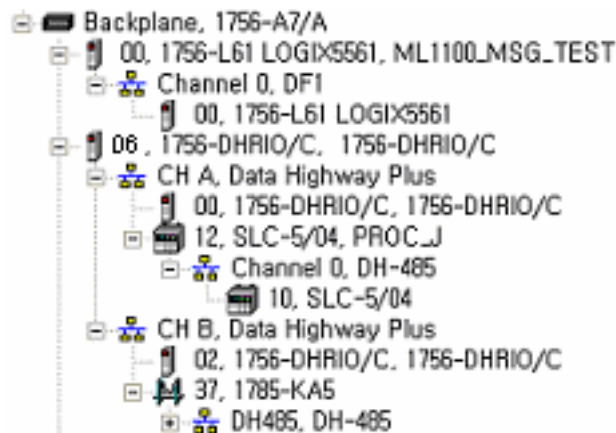 Backplane, 1756-A7/A
00, 1756-L61 LOGIX5561, ML1100_MSG_TEST
Channel 0, DF1
00, 1756-L61 LOGIX5561
06 , 1756-DHRIO/C, 1756-DHRIO/C
CH A, Data Highway Plus
00, 1756-DHRIO/C, 1756-DHRIO/C
12, SLC-5/04, PROC_J
Channel 0, DH-485
10, SLC-5/04
CH B, Data Highway Plus
02, 1756-DHRIO/C, 1756-DHRIO/C
37, 1785-KA5
DH485, DH-485